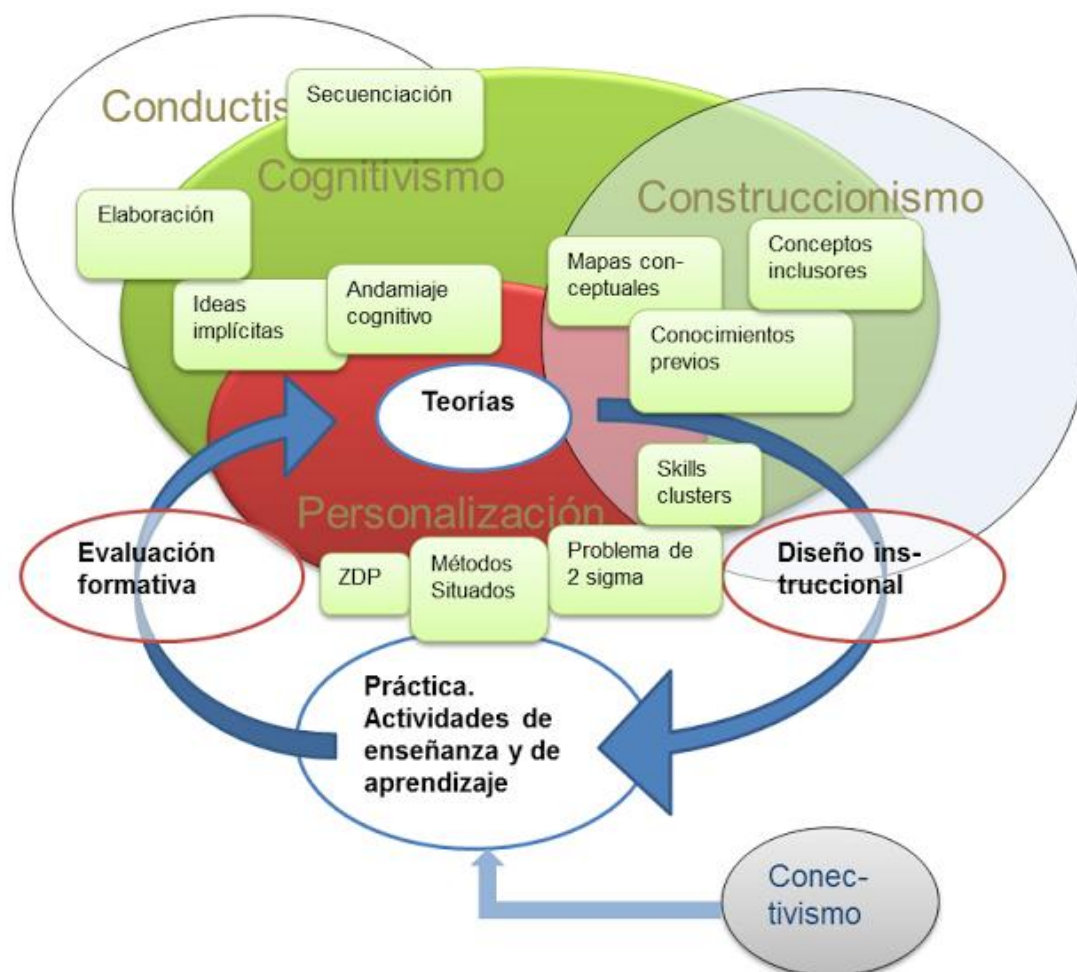 Conductis
Secuenciación
Cognitivismo
Elaboración
Construccionismo
Conceptos
inclusores
Mapas con-
ceptuales
Ideas
implícitas
Andamiaje
cognitivo
Conocimientos
previos
Teorías
Skills
clusters
Personalización
Evaluación
formativa
ZDP
Métodos
Situados
Problema de
2 sigma
Diseño ins-
truccional
Práctica.
Actividades de
enseñanza y de
aprendizaje
Conec-
tivismo